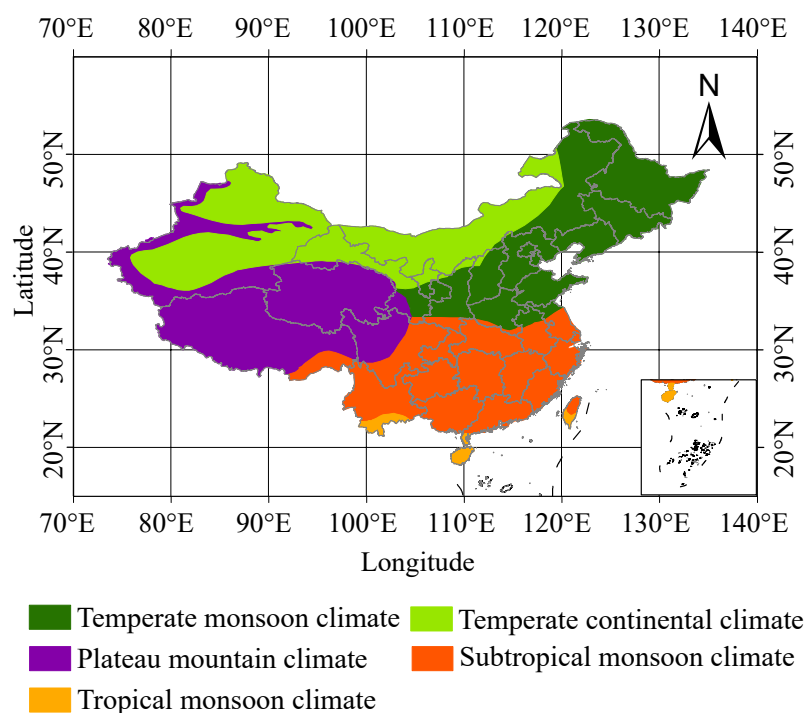 70°E 80°E 90°E 100°E 110°E 120°E 130°E 140°E
N
50°N 50°N
40°N 40°N
Latitude
30°N 30°N
20°N 20°N
70°E 80°E 90°E 100°E 110°E 120°E 130°E 140°E
Longitude
Temperate monsoon climate Temperate continental climate
Plateau mountain climate Subtropical monsoon climate
Tropical monsoon climate